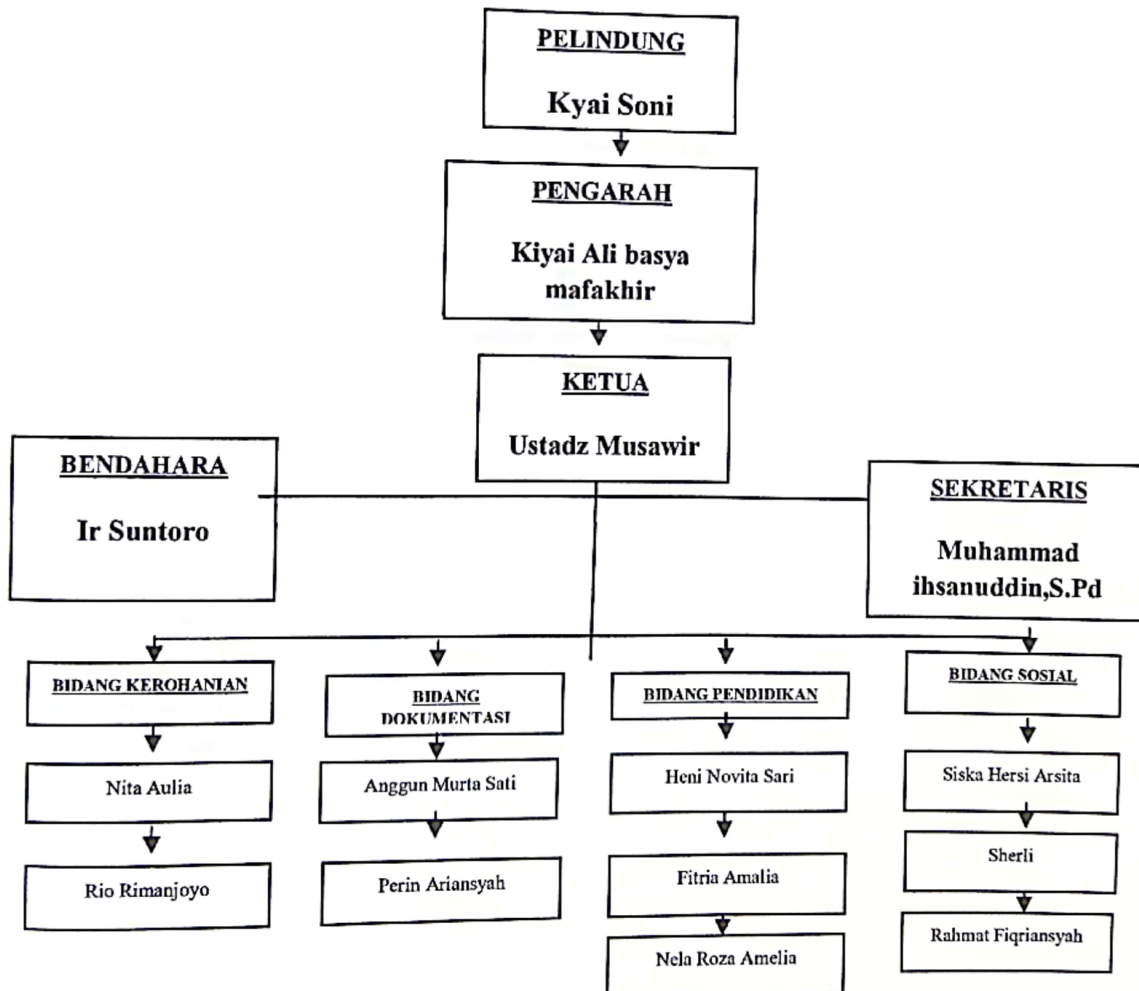 PELINDUNG
Kyai Soni
PENGARAH
Kiyai Ali basya
mafakhir
KETUA
Ustadz Musawir
BENDAHARA
Ir Suntoro
SEKRETARIS
Muhammad
ihsanuddin,S.Pd
BIDANG KEROHANIAN
Nita Aulia
Rio Rimanjoyo
BIDANG
DOKUMENTASI
Anggun Murta Sati
Perin Ariansyah
BIDANG PENDIDIKAN
Heni Novita Sari
Fitria Amalia
Nela Roza Amelia
BIDANG SOSIAL
Siska Hersi Arsita
Sherli
Rahmat Fiqriansyah